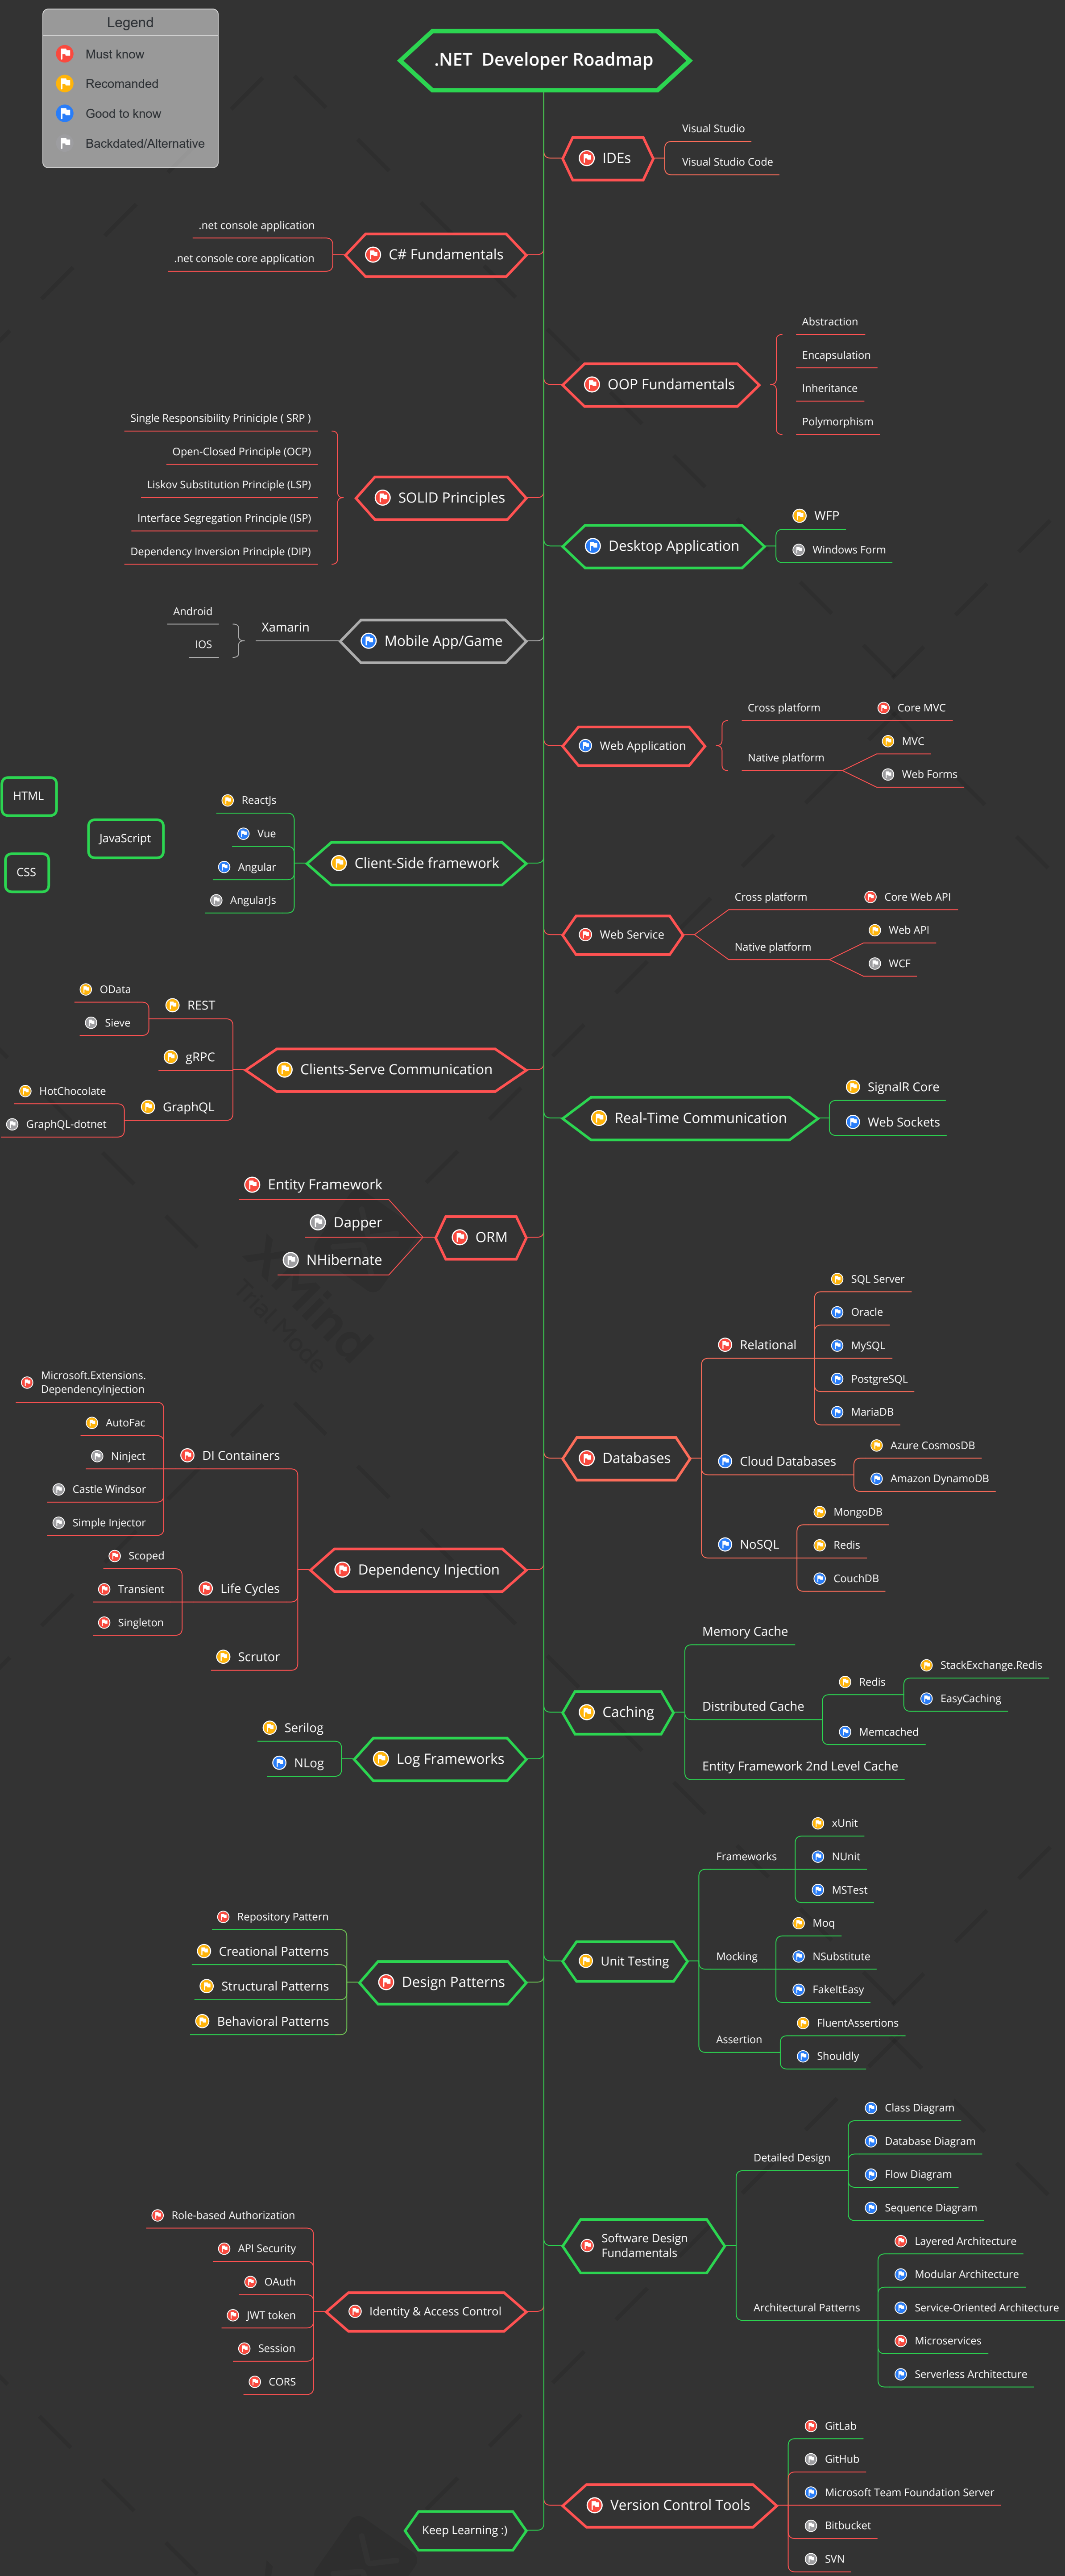 Legend
Must know
Recomanded
Good to know
Backdated/Alternative
.NET  Developer Roadmap
IDEs
Visual Studio
Visual Studio Code
C# Fundamentals
.net console application
.net console core application
OOP Fundamentals
Abstraction
Encapsulation
Inheritance
Polymorphism
SOLID Principles
Single Responsibility Priniciple ( SRP )
Open-Closed Principle (OCP)
Liskov Substitution Principle (LSP)
Interface Segregation Principle (ISP)
Dependency Inversion Principle (DIP)
Desktop Application
WFP
Windows Form
Mobile App/Game
Xamarin
Android
IOS
Web Application
Cross platform
Core MVC
Native platform
MVC
Web Forms
HTML
JavaScript
CSS
Client-Side framework
ReactJs
Vue
Angular
AngularJs
Web Service
Cross platform
Core Web API
Native platform
Web API
WCF
Clients-Serve Communication
REST
OData
Sieve
gRPC
GraphQL
HotChocolate
GraphQL-dotnet
Real-Time Communication
SignalR Core
Web Sockets
ORM
Entity Framework
Dapper
NHibernate
XMind
Trial Mode
Databases
Relational
SQL Server
Oracle
MySQL
PostgreSQL
MariaDB
Cloud Databases
Azure CosmosDB
Amazon DynamoDB
NoSQL
MongoDB
Redis
CouchDB
Dependency Injection
DI Containers
Microsoft.Extensions.
DependencyInjection
AutoFac
Ninject
Castle Windsor
Simple Injector
Life Cycles
Scoped
Transient
Singleton
Scrutor
Caching
Memory Cache
Distributed Cache
Redis
StackExchange.Redis
EasyCaching
Memcached
Entity Framework 2nd Level Cache
Log Frameworks
Serilog
NLog
Unit Testing
Frameworks
xUnit
NUnit
MSTest
Mocking
Moq
NSubstitute
FakeItEasy
Assertion
FluentAssertions
Shouldly
Design Patterns
Repository Pattern
Creational Patterns
Structural Patterns
Behavioral Patterns
Software Design
Fundamentals
Detailed Design
Class Diagram
Database Diagram
Flow Diagram
Sequence Diagram
Architectural Patterns
Layered Architecture
Modular Architecture
Service-Oriented Architecture
Microservices
Serverless Architecture
Identity & Access Control
Role-based Authorization
API Security
OAuth
JWT token
Session
CORS
Version Control Tools
GitLab
GitHub
Microsoft Team Foundation Server
Bitbucket
SVN
Keep Learning :)